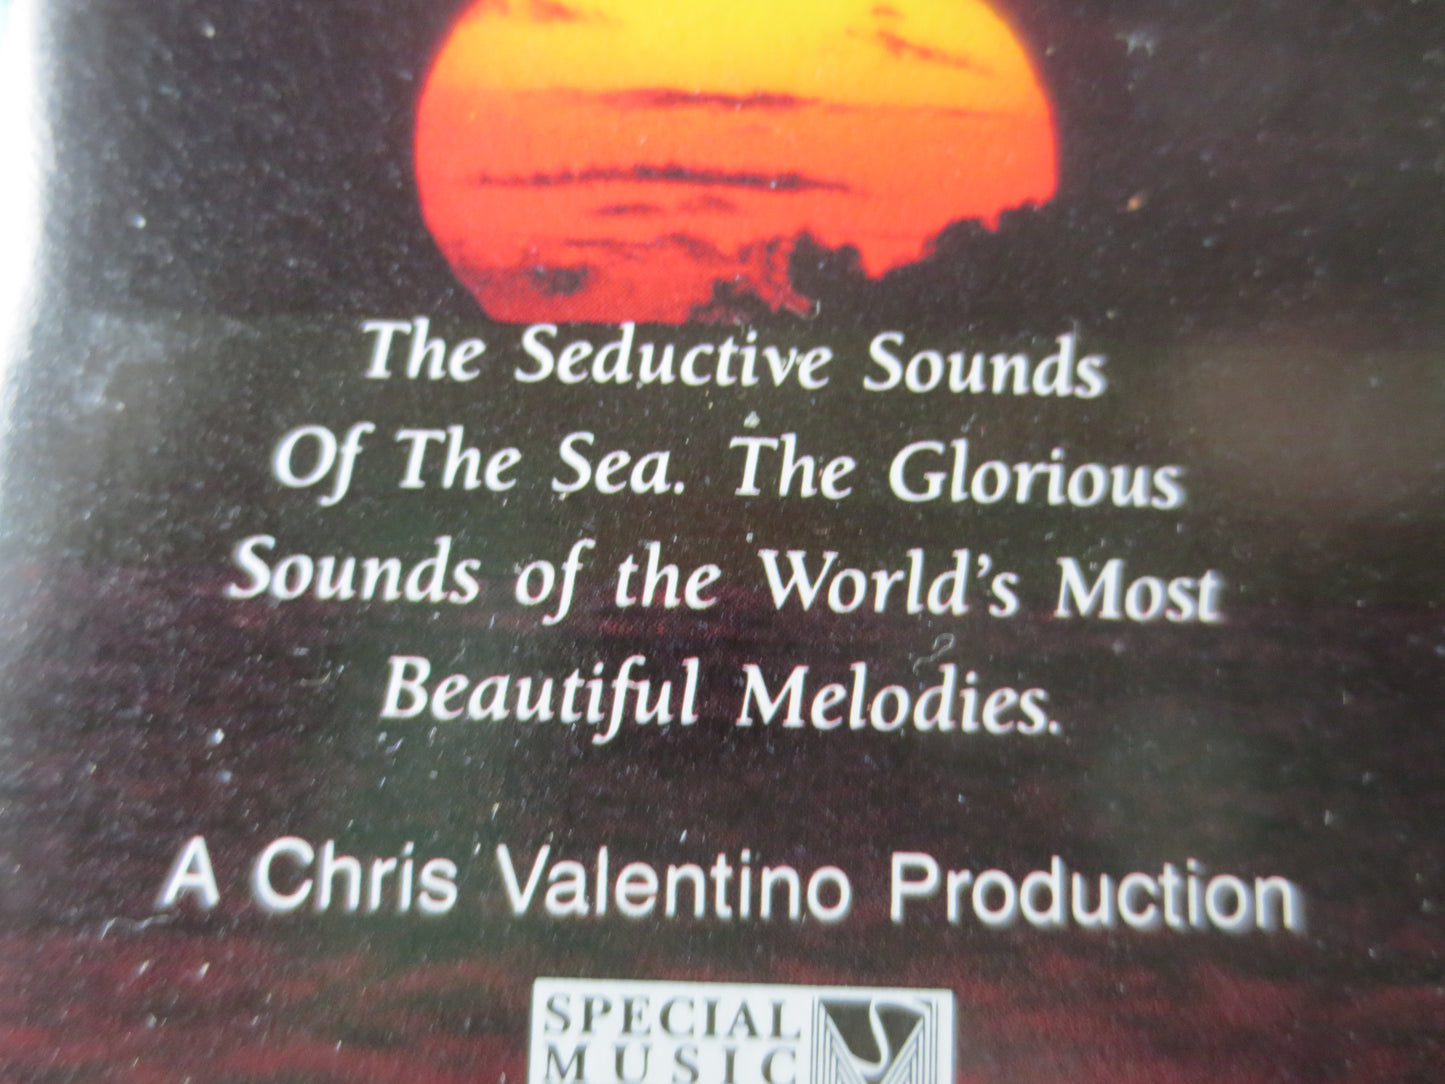 The Seductive Sounds
Of The Sea. The Glorious
Sounds of the World's Most
Beautiful Melodies.
A Chris Valentino Production
SPECIAL
MUSIC